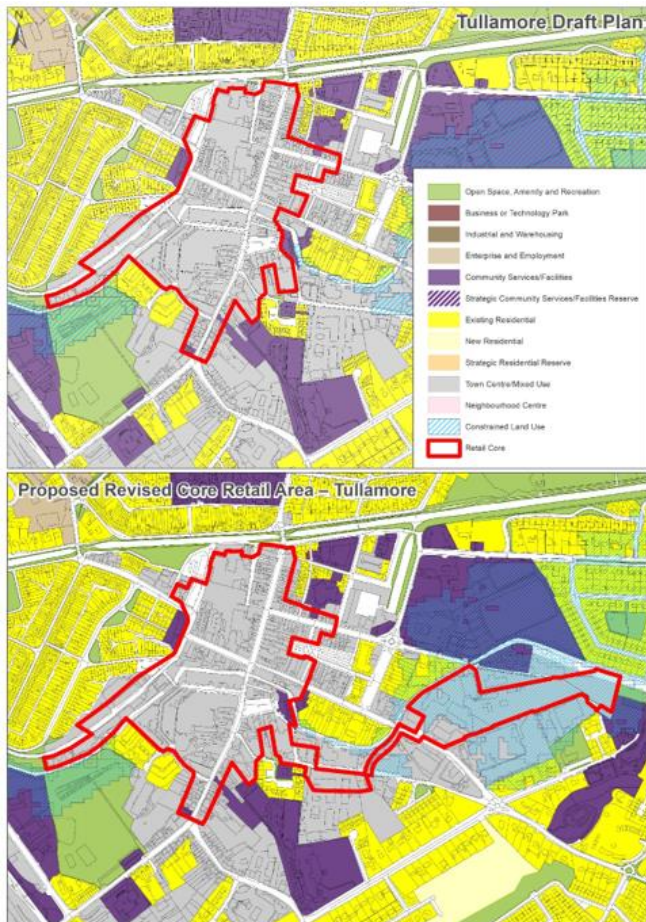 N
Tullamore Draft Plan
Open Space, Amenity and Recreation
Business or Technology Park
Industrial and Warehousing
Enterprise and Employment
Community Services/Facilities
Strategic Community Services/Facilities Reserve
Existing Residential
New Residential
Strategic Residential Reserve
Town Centre/Mixed Use
Neighbourhood Centre
Constrained Land Use
Retail Core
Proposed Revised Core Retail Area – Tullamore